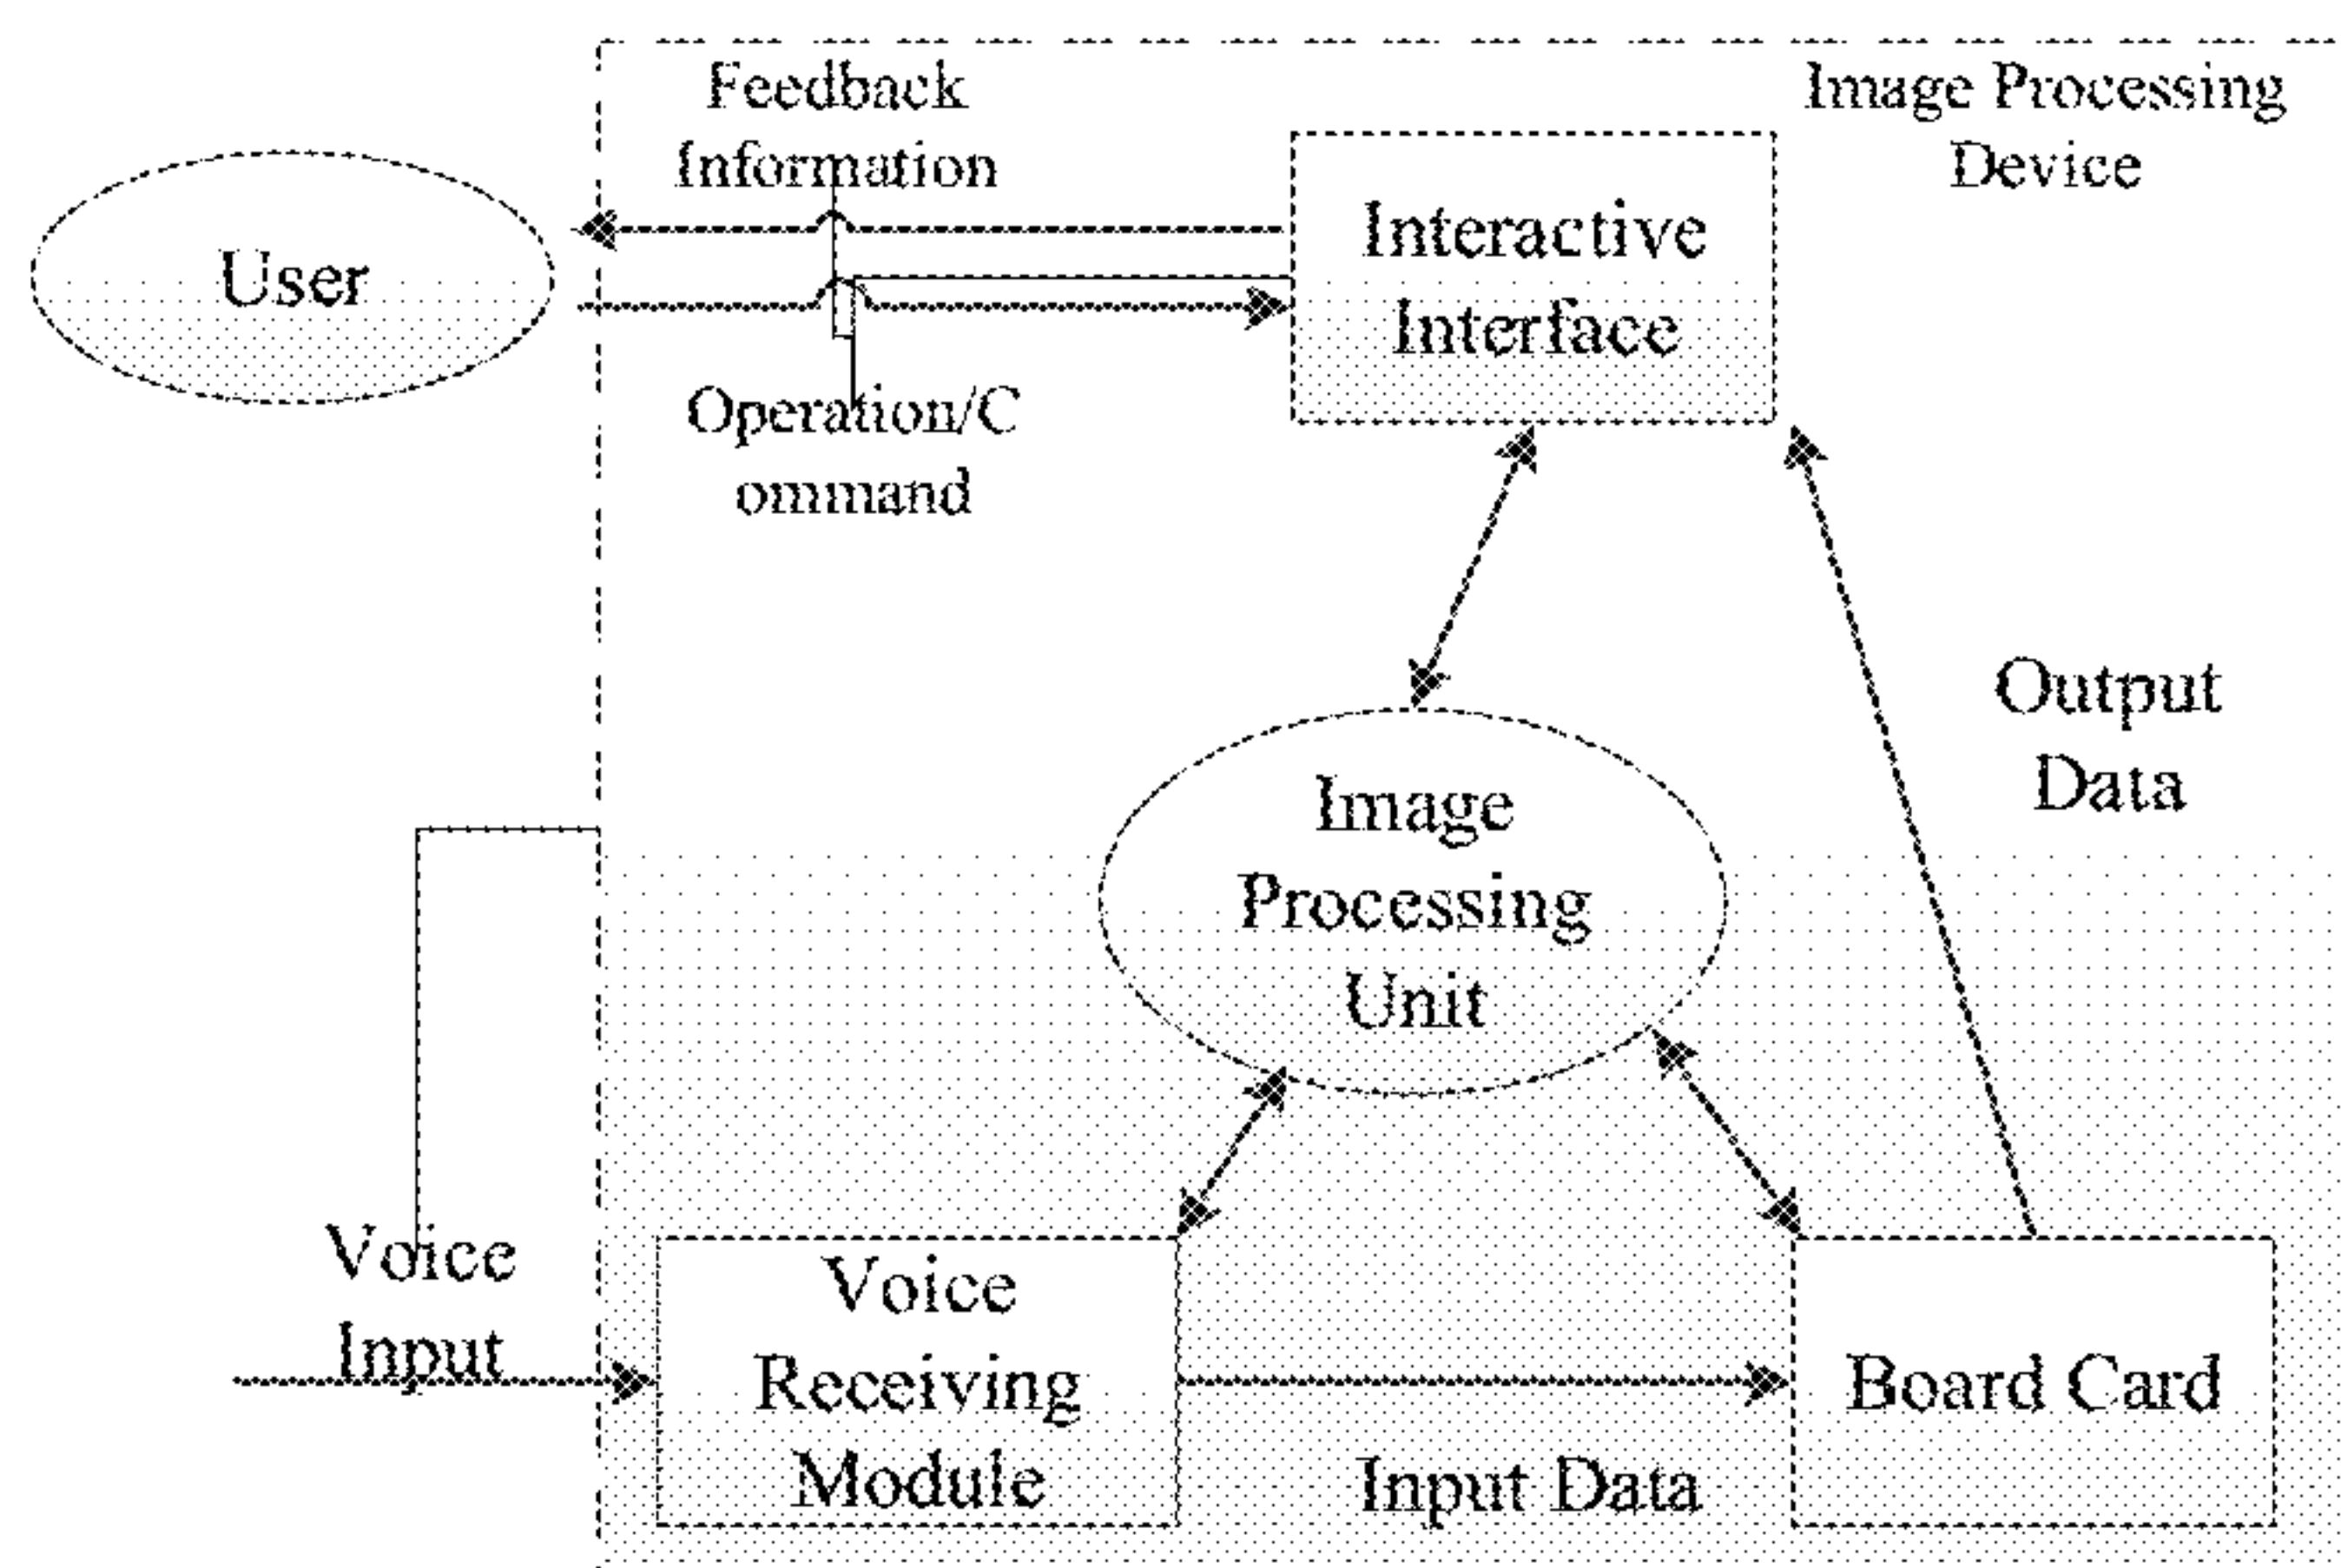 Feedback
Information
Image Processing
Device
User
Interactive
Interface
Operation/C
ommand
Output
Data
Image
Processing
Unit
Voice
Input
Voice
Receiving
Module
Input Data
Board Card